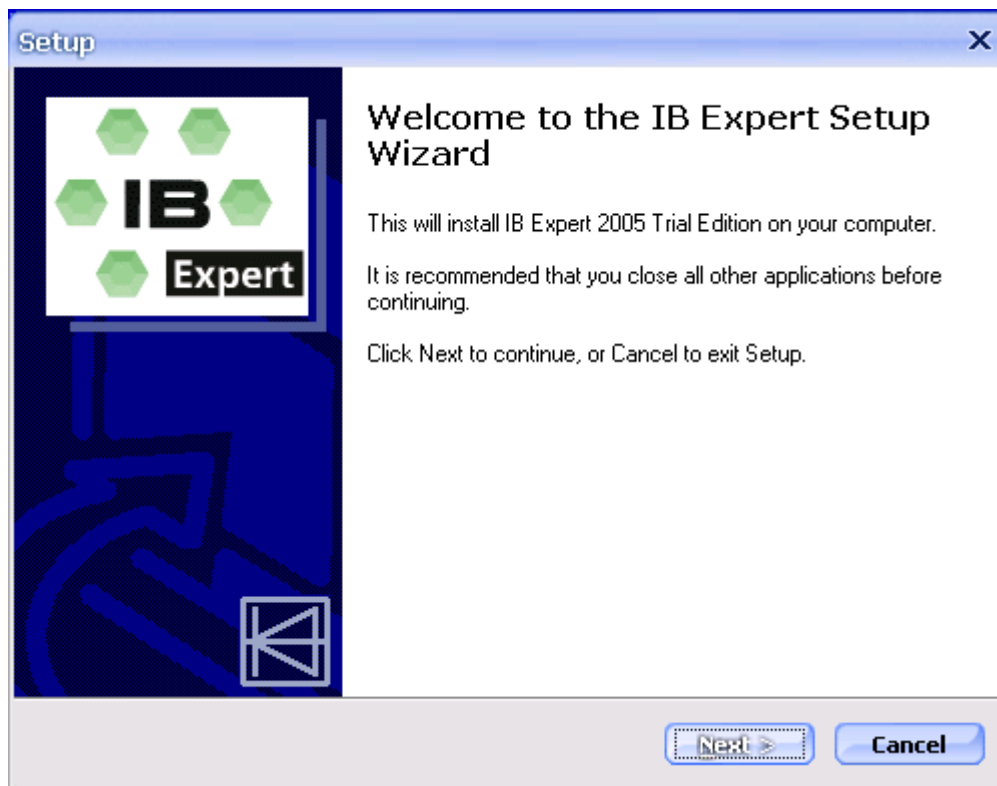 Setup
IB
Expert
Welcome to the IB Expert Setup
Wizard
This will install IB Expert 2005 Trial Edition on your computer.
It is recommended that you close all other applications before
continuing.
Click Next to continue, or Cancel to exit Setup.
Next >
Cancel